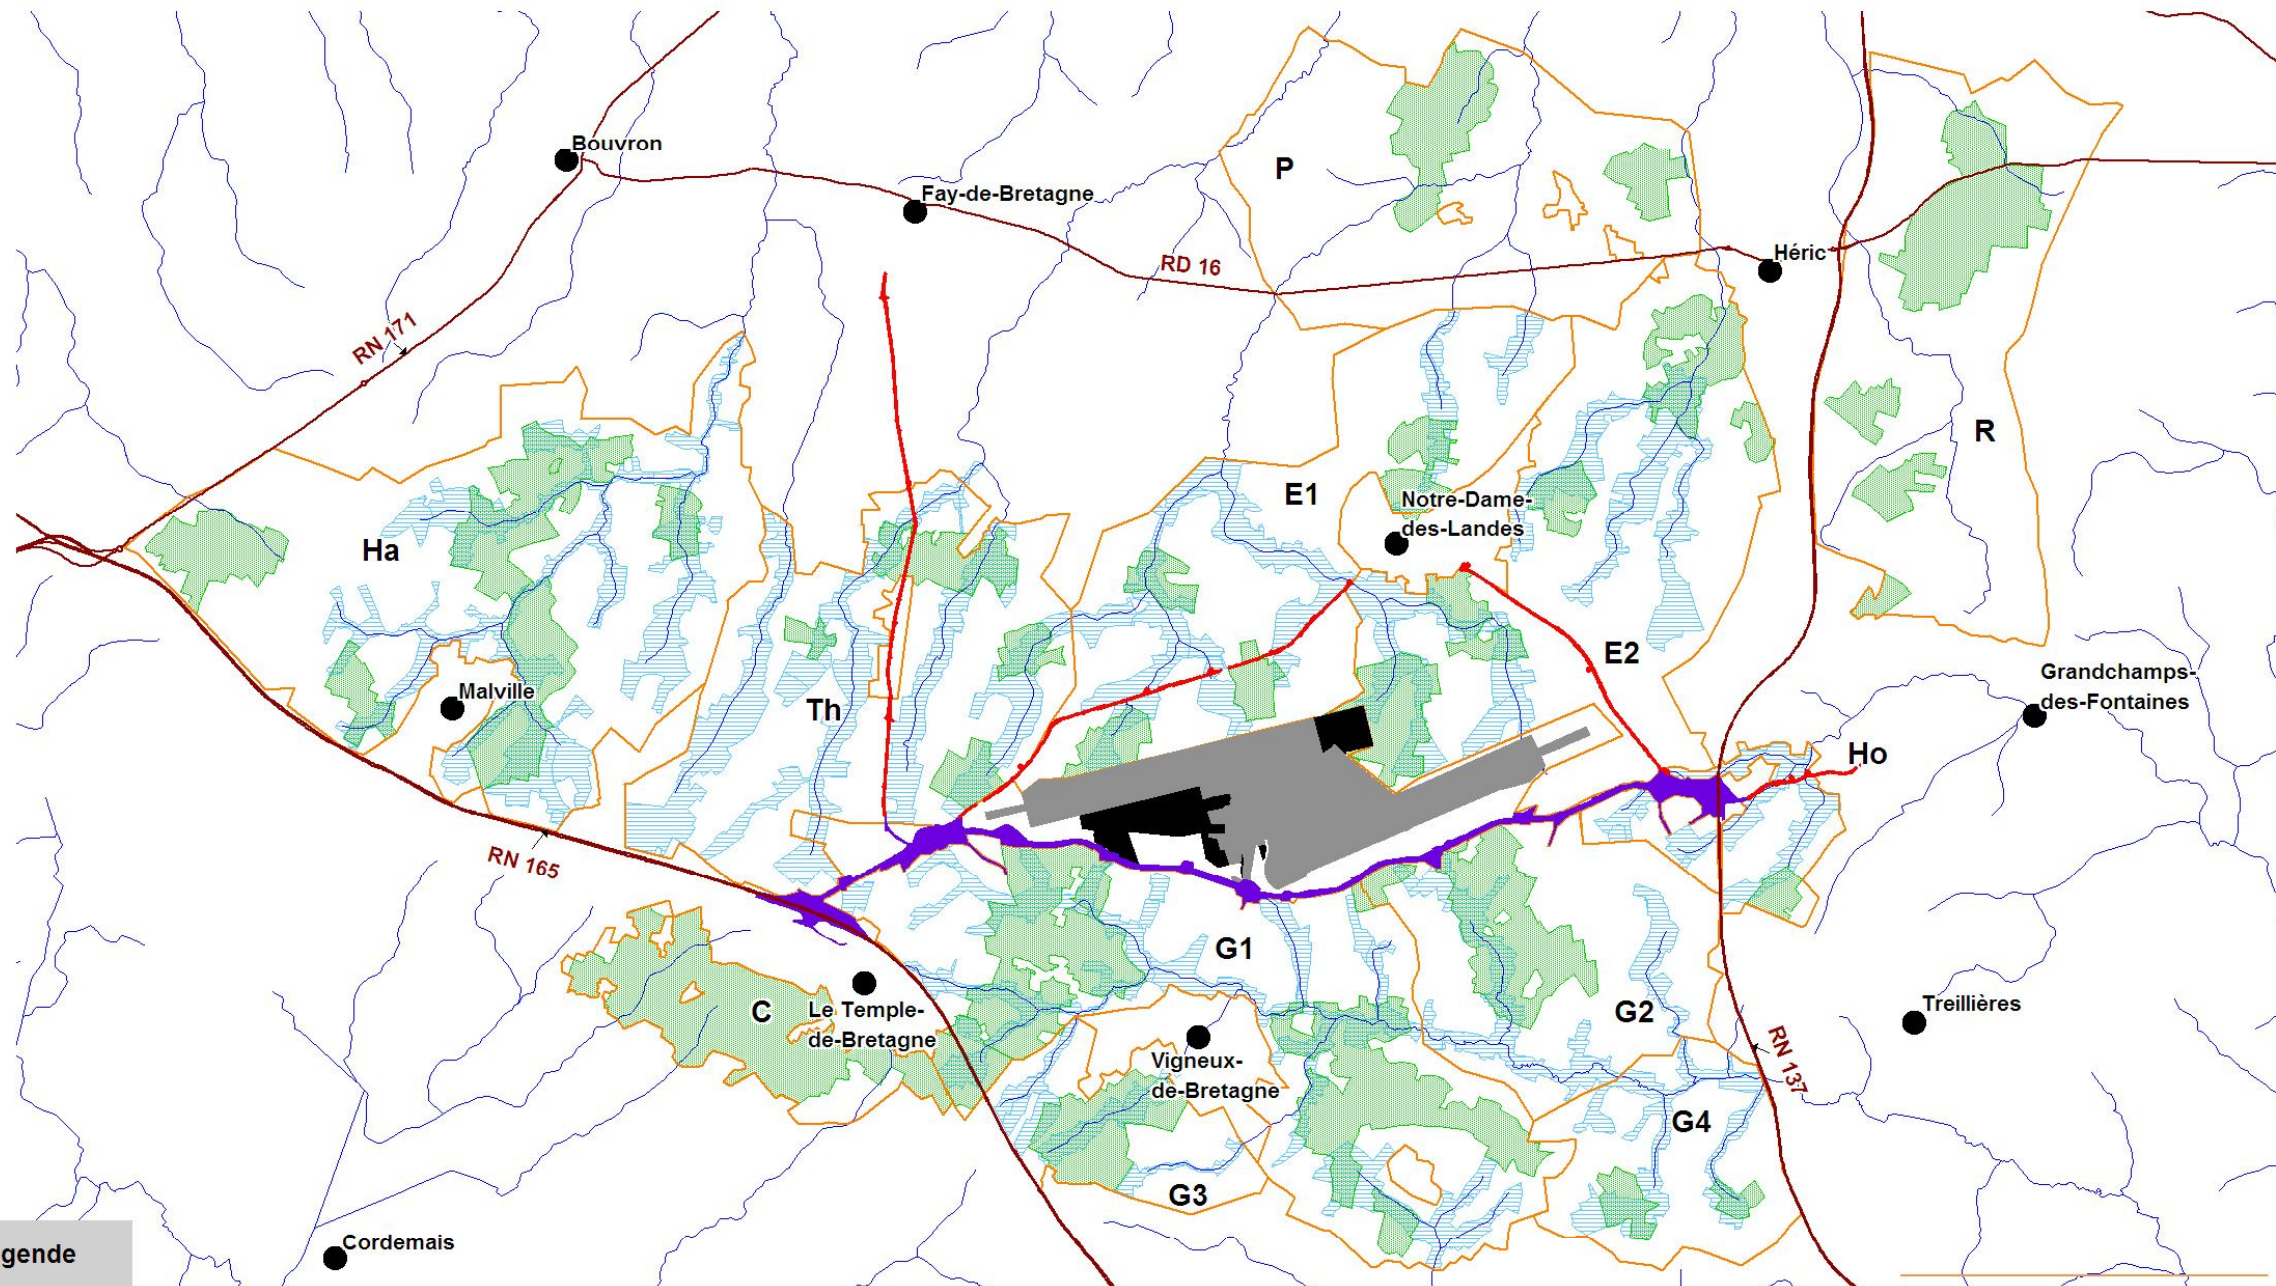 Bouvron
P
Fay-de-Bretagne
Héric
RD 16
RN 171
R
E1
Notre-Dame-
des-Landes
Ha
E2
Grandchamps-
des-Fontaines
Malville
Th
Ho
RN 165
G1
C
Le Temple-
de-Bretagne
G2
Treillières
Vigneux-
de-Bretagne
RN 137
G4
G3
Cordemais
gende